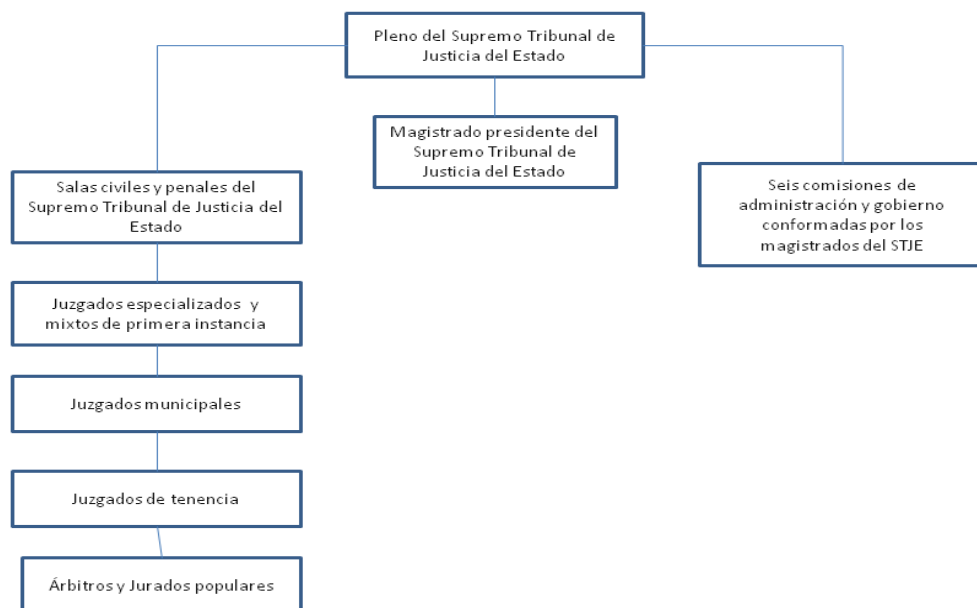 Pleno del Supremo Tribunal de
Justicia del Estado
Magistrado presidente del
Supremo Tribunal de
Justicia del Estado
Salas civiles y penales del
Supremo Tribunal de Justicia del
Estado
Seis comisiones de
administración y gobierno
conformadas por los
magistrados del STJE
Juzgados especializados y
mixtos de primera instancia
Juzgados municipales
Juzgados de tenencia
Árbitros y Jurados populares